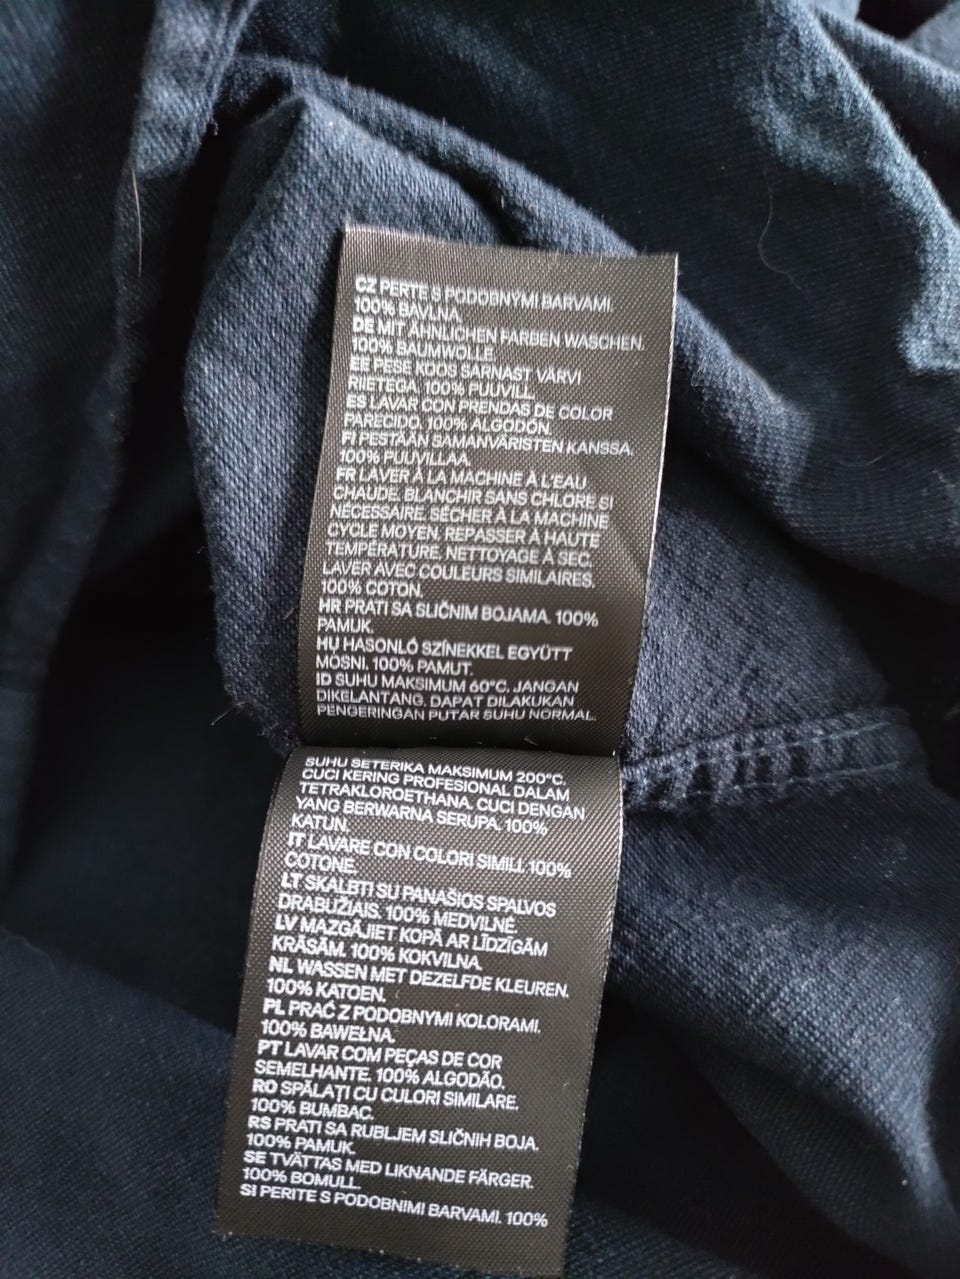 CZ PERTE S PODOBNÝMI BARVAMI.
100% BAVLNA.
DE MIT ÄHNLICHEN FARBEN WASCHEN.
100% BAUMWOLLE.
EE PESE KOOS SARNAST VÄRVI
RIIETEGA. 100% PUUVILL.
ES LAVAR CON PRENDAS DE COLOR
PARECIDO. 100% ALGODÓN.
FI PESTÄÄN SAMANVÄRISTEN KANSSA.
100% PUUVILLAA.
FR LAVER À LA MACHINE À L'EAU
CHAUDE. BLANCHIR SANS CHLORE SI
NÉCESSAIRE. SÉCHER À LA MACHINE
CYCLE MOYEN. REPASSER À HAUTE
TEMPÉRATURE. NETTOYAGE À SEC.
LAVER AVEC COULEURS SIMILAIRES.
100% COTON.
HR PRATI SA SLIČNIM BOJAMA. 100%
PAMUK.
HU HASONLÓ SZÍNEKKEL EGYÜTT
MOSNI. 100% PAMUT.
ID SUHU MAKSIMUM 60°C. JANGAN
DIKELANTANG. DAPAT DILAKUKAN
PENGERINGAN PUTAR SUHU NORMAL.
SUHU SETERIKA MAKSIMUM 200°C.
CUCI KERING PROFESIONAL DALAM
TETRAKLOROETHANA. CUCI DENGAN
YANG BERWARNA SERUPA. 100%
KATUN.
IT LAVARE CON COLORI SIMILI. 100%
COTONE.
LT SKALBTI SU PANAŠIOS SPALVOS
DRABUŽIAIS. 100% MEDVILNĖ.
LV MAZGĀJIET KOPĀ AR LĪDZĪGĀM
KRĀSĀM. 100% KOKVILNA.
NL WASSEN MET DEZELFDE KLEUREN.
100% KATOEN.
PL PRAĆ Z PODOBNYMI KOLORAMI.
100% BAWEŁNA.
PT LAVAR COM PEÇAS DE COR
SEMELHANTE. 100% ALGODÃO.
RO SPĂLAȚI CU CULORI SIMILARE.
100% BUMBAC.
RS PRATI SA RUBLJEM SLIČNIH BOJA.
100% PAMUK.
SE TVÄTTAS MED LIKNANDE FÄRGER.
100% BOMULL.
SI PERITE S PODOBNIMI BARVAMI. 100%